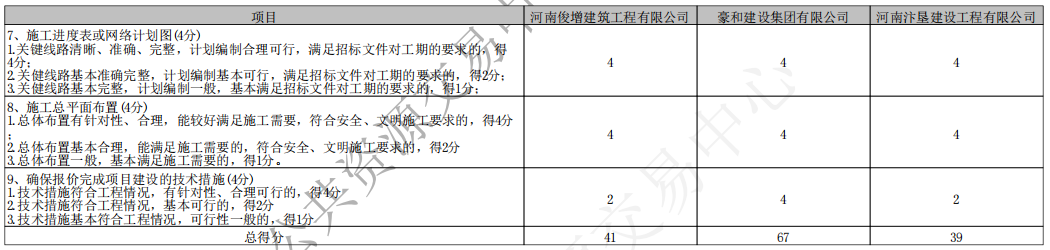 项目 河南俊增建筑工程有限公司 豪和建设集团有限公司 河南汴垦建设工程有限公司
7、施工进度表或网络计划图(4分)
1.关键线路清晰、准确、完整，计划编制合理可行，满足招标文件对工期的要求的，得
4分；
2.关健线路基本准确完整，计划编制基本可行，满足招标文件对工期的要求的，得2分；
3.关健线路基本完整，计划编制一般，基本满足招标文件对工期的要求的，得1分；
4 4 4
8、施工总平面布置(4分)
1.总体布置有针对性、合理，能较好满足施工需要，符合安全、文明施工要求的，得4分
；
2.总体布置基本合理，能满足施工需要的，符合安全、文明施工要求的，得2分
3.总体布置一般，基本满足施工需要的，得1分。
4 4 4
9、确保报价完成项目建设的技术措施(4分)
1.技术措施符合工程情况，有针对性、合理可行的，得4分
2.技术措施符合工程情况，基本可行的，得2分
3.技术措施基本符合工程情况，可行性一般的，得1分
2 4 2
总得分 41 67 39
公共资源交易中
交易中心